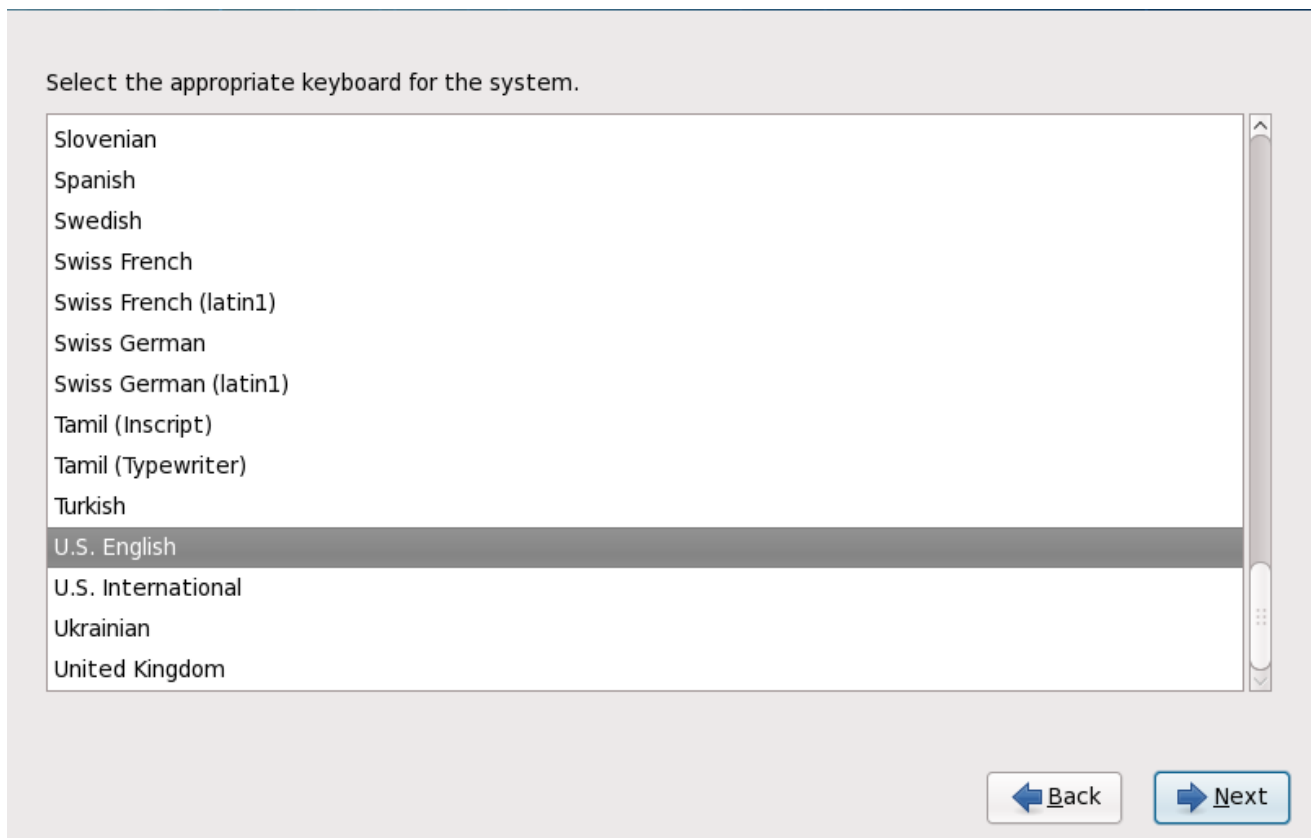 Select the appropriate keyboard for the system.
Slovenian
Spanish
Swedish
Swiss French
Swiss French (latin1)
Swiss German
Swiss German (latin1)
Tamil (Inscript)
Tamil (Typewriter)
Turkish
U.S. English
U.S. International
Ukrainian
United Kingdom
Back
Next